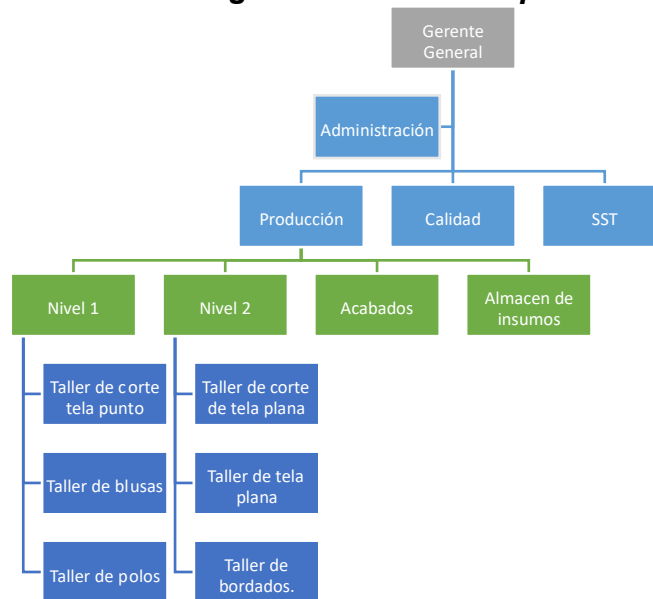 Gerente
General
Administración
Producción
Calidad
SST
Nivel 1
Nivel 2
Acabados
Almacen de
insumos
Taller de corte
tela punto
Taller de corte
de tela plana
Taller de blusas
Taller de tela
plana
Taller de polos
Taller de
bordados.